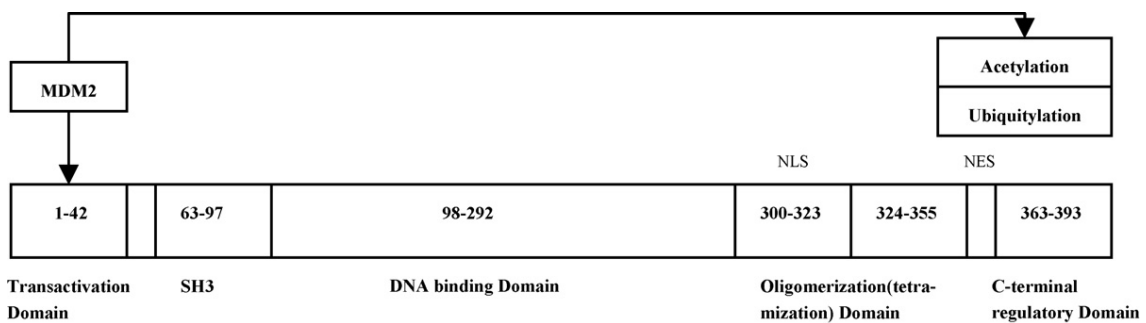 Acetylation
MDM2
Ubiquitylation
NLS
NES
1-42
63-97
98-292
300-323
324-355
363-393
Transactivation
Domain
SH3
DNA binding Domain
Oligomerization(tetra-
mization) Domain
C-terminal
regulatory Domain